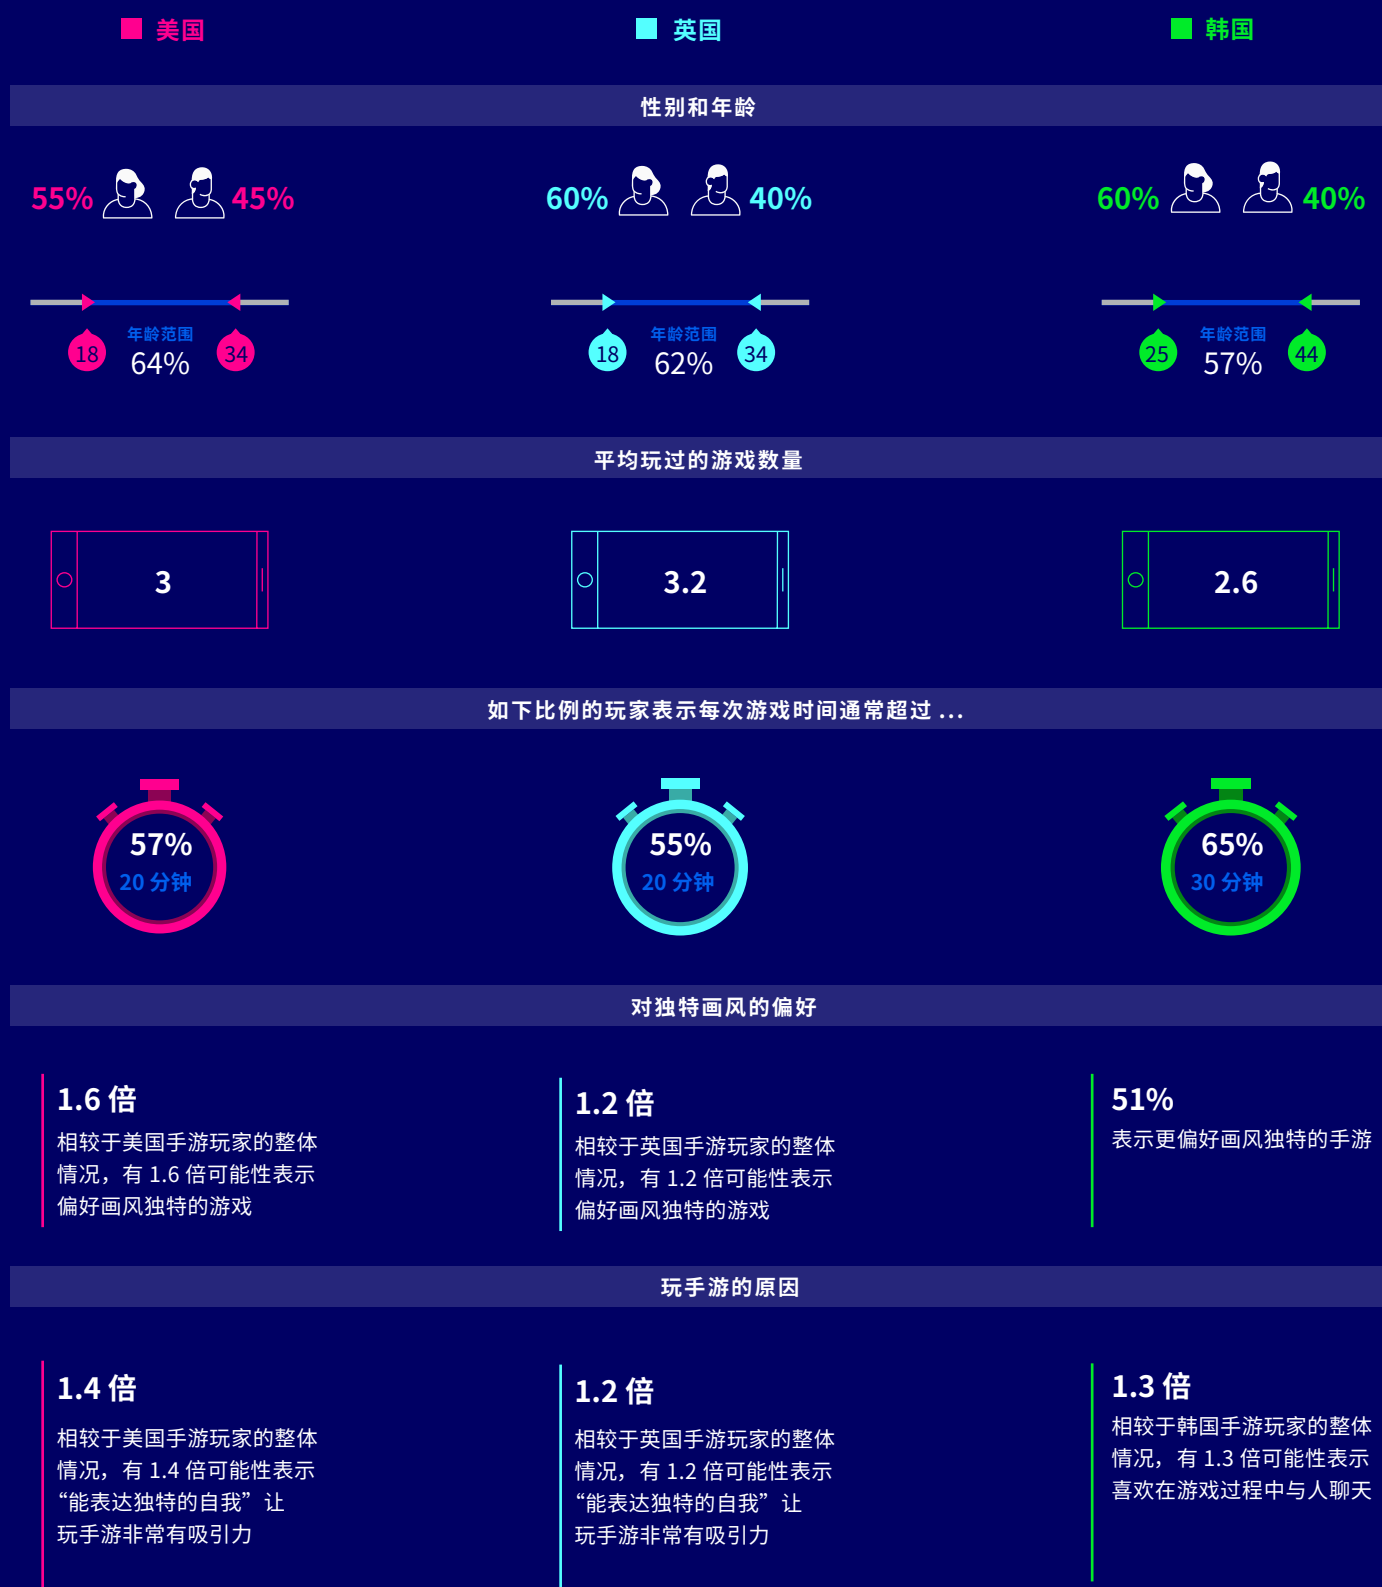 美国
英国
韩国
性别和年龄
55%
45%
60%
40%
60%
40%
18
年龄范围
64%
34
18
年龄范围
62%
34
25
年龄范围
57%
44
平均玩过的游戏数量
3
3.2
2.6
如下比例的玩家表示每次游戏时间通常超过 ...
57%
20 分钟
55%
20 分钟
65%
30 分钟
对独特画风的偏好
1.6 倍
相较于美国手游玩家的整体
情况，有 1.6 倍可能性表示
偏好画风独特的游戏
1.2 倍
相较于英国手游玩家的整体
情况，有 1.2 倍可能性表示
偏好画风独特的游戏
51%
表示更偏好画风独特的手游
玩手游的原因
1.4 倍
相较于美国手游玩家的整体
情况，有 1.4 倍可能性表示
“能表达独特的自我”让
玩手游非常有吸引力
1.2 倍
相较于英国手游玩家的整体
情况，有 1.2 倍可能性表示
“能表达独特的自我”让
玩手游非常有吸引力
1.3 倍
相较于韩国手游玩家的整体
情况，有 1.3 倍可能性表示
喜欢在游戏过程中与人聊天